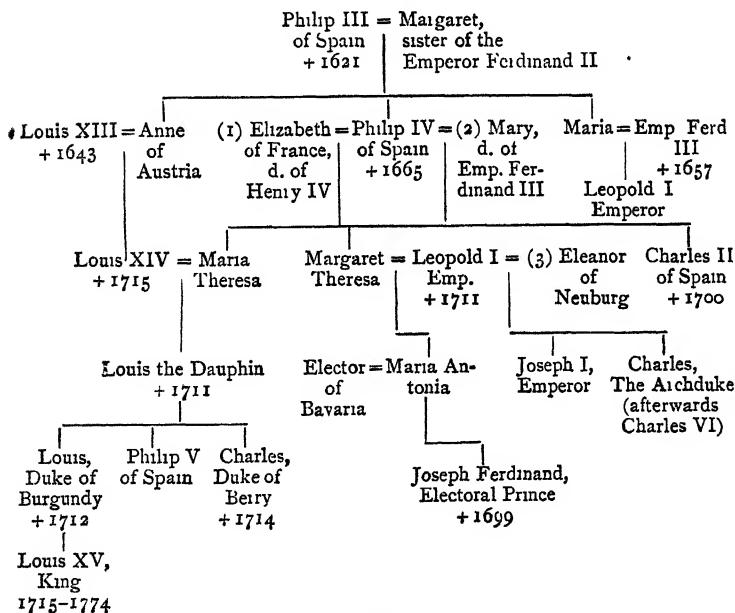 Philip III = Margaret,
of Spain sister of the
+ 1621 Emperor Ferdinand II
Louis XIII = Anne (1) Elizabeth = Philip IV = (2) Mary, Maria = Emp Ferd
+ 1643 of of France, of Spain d. of III
Austria d. of + 1665 Emp. Fer- + 1657
Henry IV dinand III Leopold I
Emperor
Louis XIV = Maria Margaret = Leopold I = (3) Eleanor Charles II
+ 1715 Theresa Theresa Emp. of of Spain
+ 1711 Neuburg + 1700
Louis the Dauphin Elector = Maria An- Joseph I, Charles,
+ 1711 of tonia Emperor The Archduke
Bavaria (afterwards
Charles VI)
Louis, Philip V Charles, Joseph Ferdinand,
Duke of of Spain Duke of Electoral Prince
Burgundy Berry + 1699
+ 1712 + 1714
Louis XV,
King
1715–1774